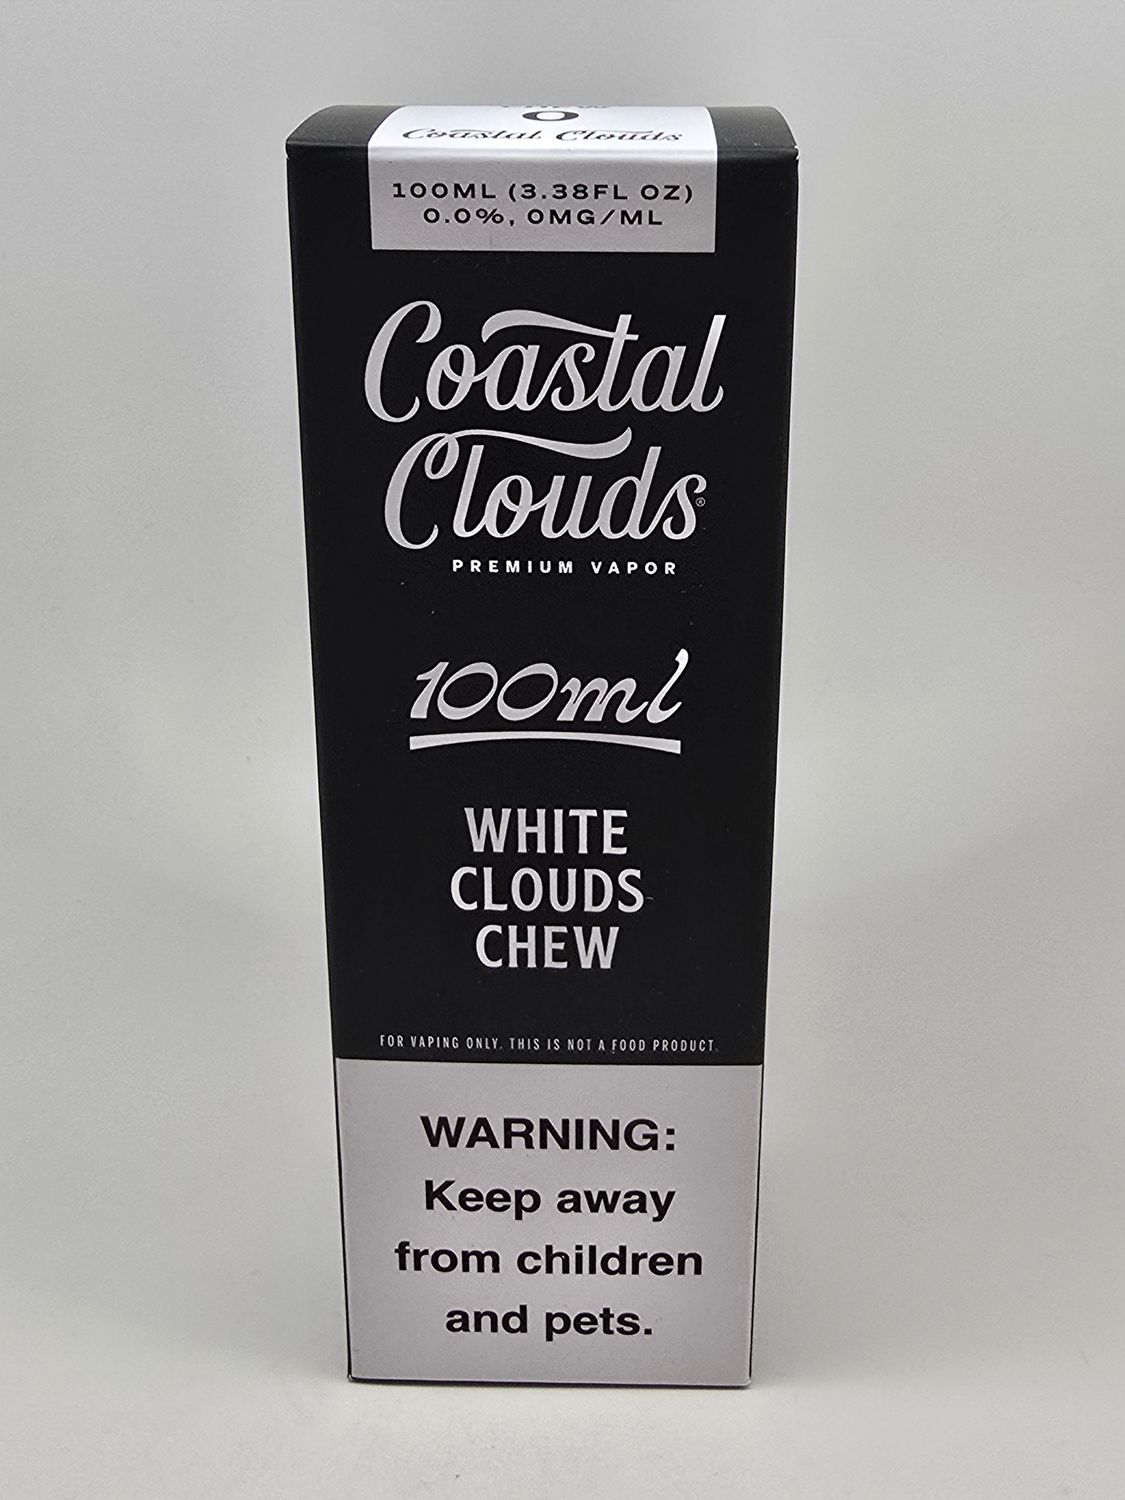 O
Coastal Clouds
100ML (3.38FL OZ)
0.0%, 0MG/ML
Coastal
Clouds®
PREMIUM VAPOR
100ml
WHITE
CLOUDS
CHEW
FOR VAPING ONLY. THIS IS NOT A FOOD PRODUCT.
WARNING:
Keep away
from children
and pets.